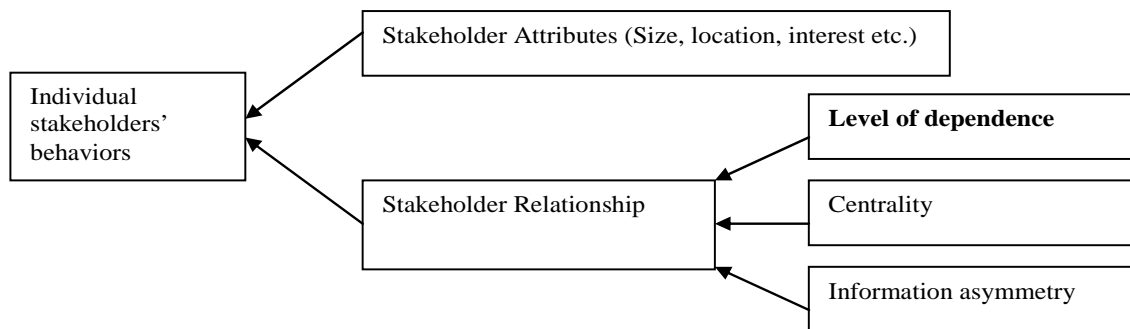 Stakeholder Attributes (Size, location, interest etc.)
Individual
stakeholders’
behaviors
Level of dependence
Stakeholder Relationship
Centrality
Information asymmetry